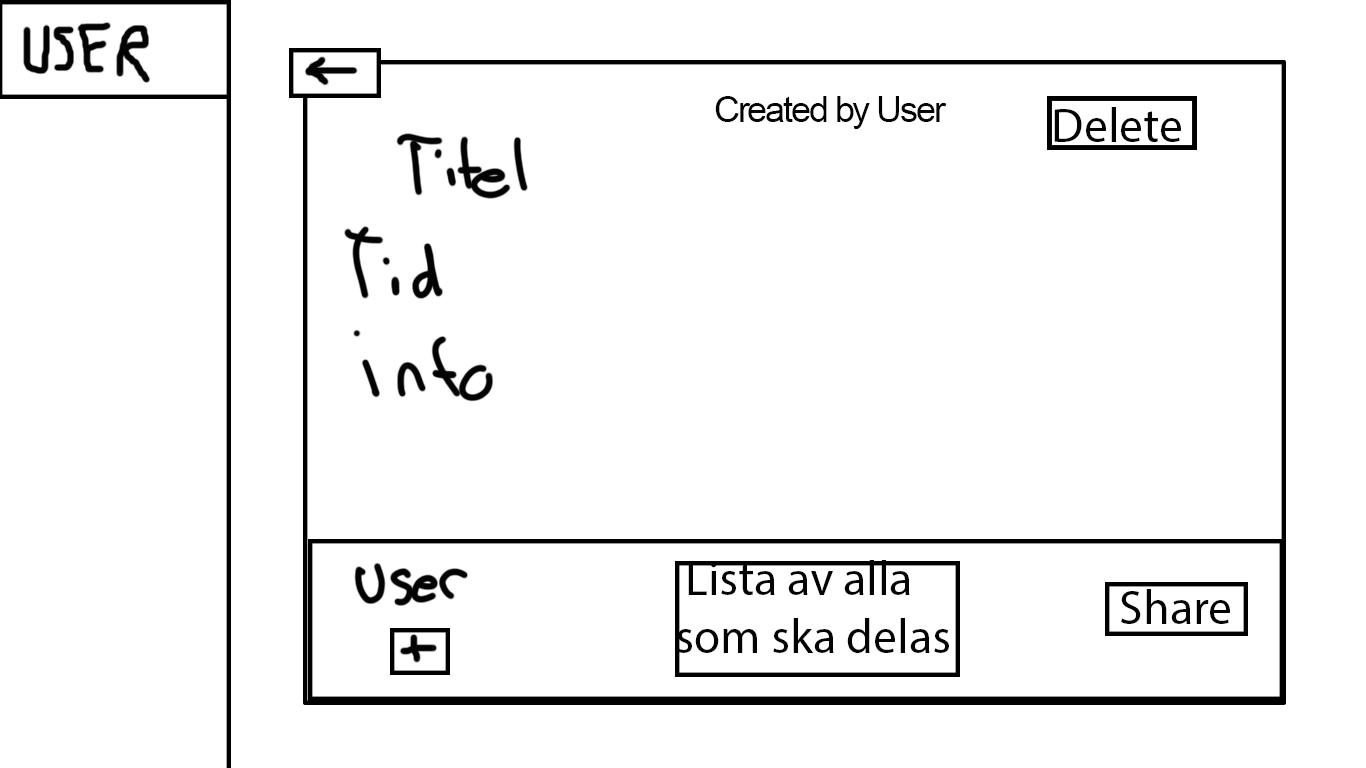 USER
←
Created by User
Delete
Titel
Tid
info
User
+
Lista av alla
som ska delas
Share